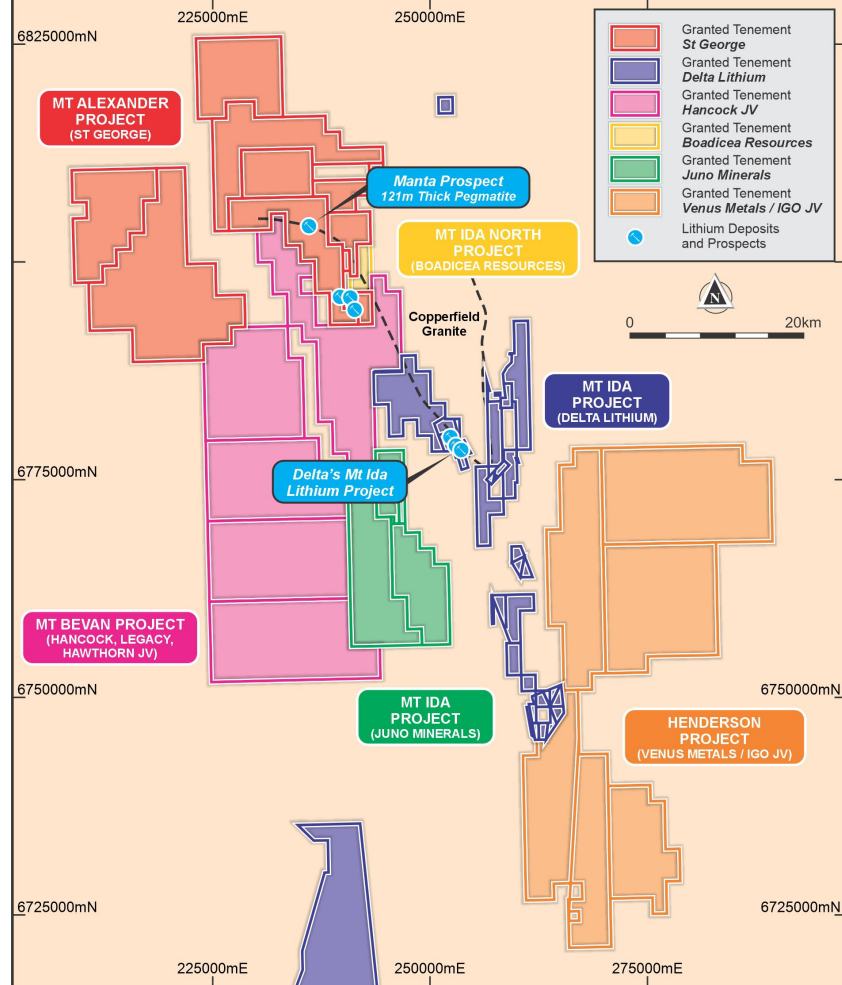 225000mE
250000mE
6825000mN
Granted Tenement
St George
Granted Tenement
Delta Lithium
Granted Tenement
Hancock JV
Granted Tenement
Boadicea Resources
Granted Tenement
Juno Minerals
Granted Tenement
Venus Metals / IGO JV
Lithium Deposits
and Prospects
MT ALEXANDER
PROJECT
(ST GEORGE)
Manta Prospect
121m Thick Pegmatite
MT IDA NORTH
PROJECT
(BOADICEA RESOURCES)
N
0
20km
Copperfield
Granite
MT IDA
PROJECT
(DELTA LITHIUM)
6775000mN
Delta's Mt Ida
Lithium Project
MT BEVAN PROJECT
(HANCOCK, LEGACY,
HAWTHORN JV)
6750000mN
6750000mN
MT IDA
PROJECT
(JUNO MINERALS)
HENDERSON
PROJECT
(VENUS METALS / IGO JV)
6725000mN
6725000mN
225000mE
250000mE
275000mE